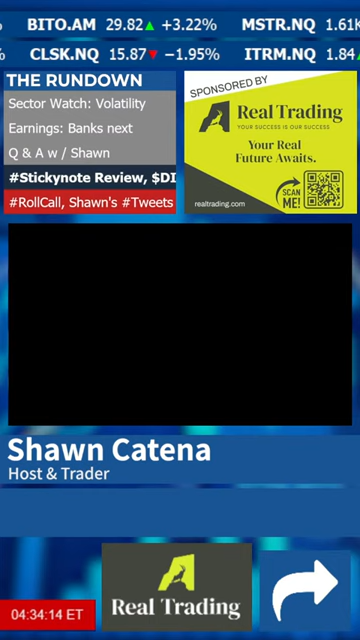 % BITO.AM 29.82▲ +3.22% MSTR.NQ 1.61K
% CLSK.NQ 15.87▼ −1.95% ITRM.NQ 1.84▲
THE RUNDOWN
Sector Watch: Volatility
Earnings: Banks next
Q & A w / Shawn
#Stickynote Review, $DI
#RollCall, Shawn's #Tweets
SPONSORED BY
Real Trading
YOUR SUCCESS IS OUR SUCCESS
Your Real
Future Awaits.
SCAN
ME!
realtrading.com
Shawn Catena
Host & Trader
04:34:14 ET
Real Trading